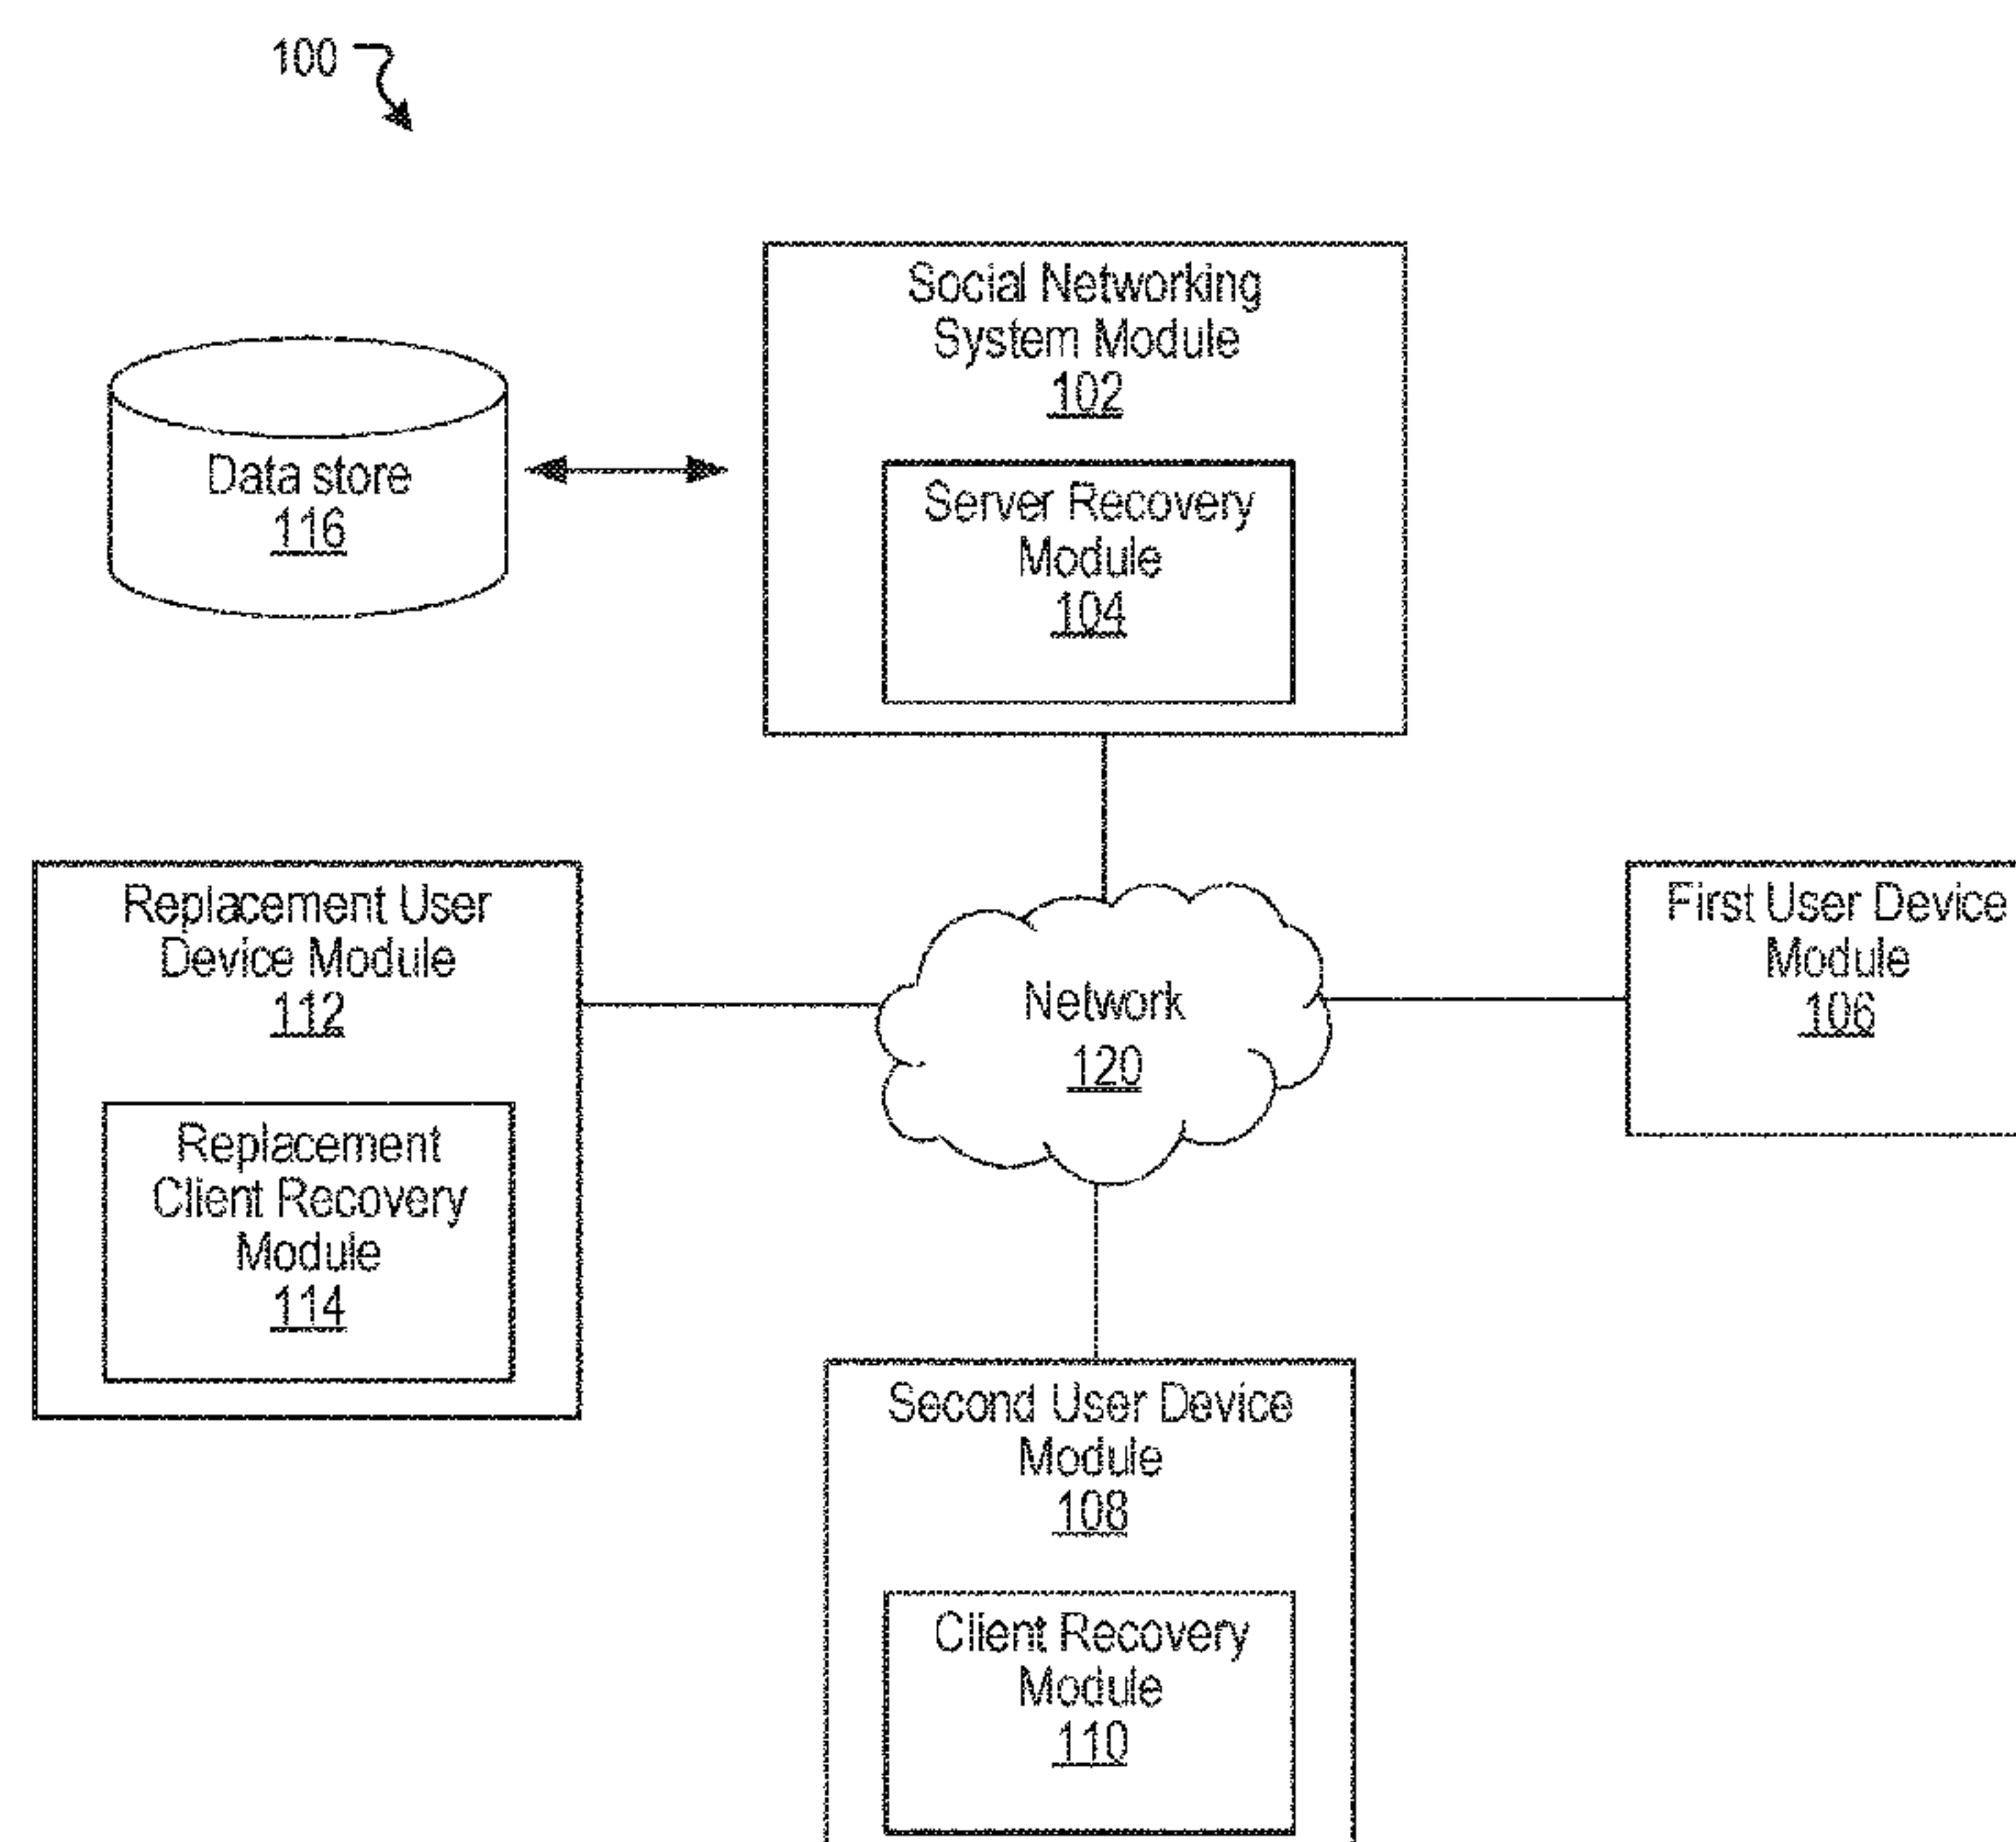 100
Social Networking
System Module
102
Data store
116
Server Recovery
Module
104
Replacement User
Device Module
112
Replacement
Client Recovery
Module
114
Network
120
First User Device
Module
106
Second User Device
Module
108
Client Recovery
Module
110